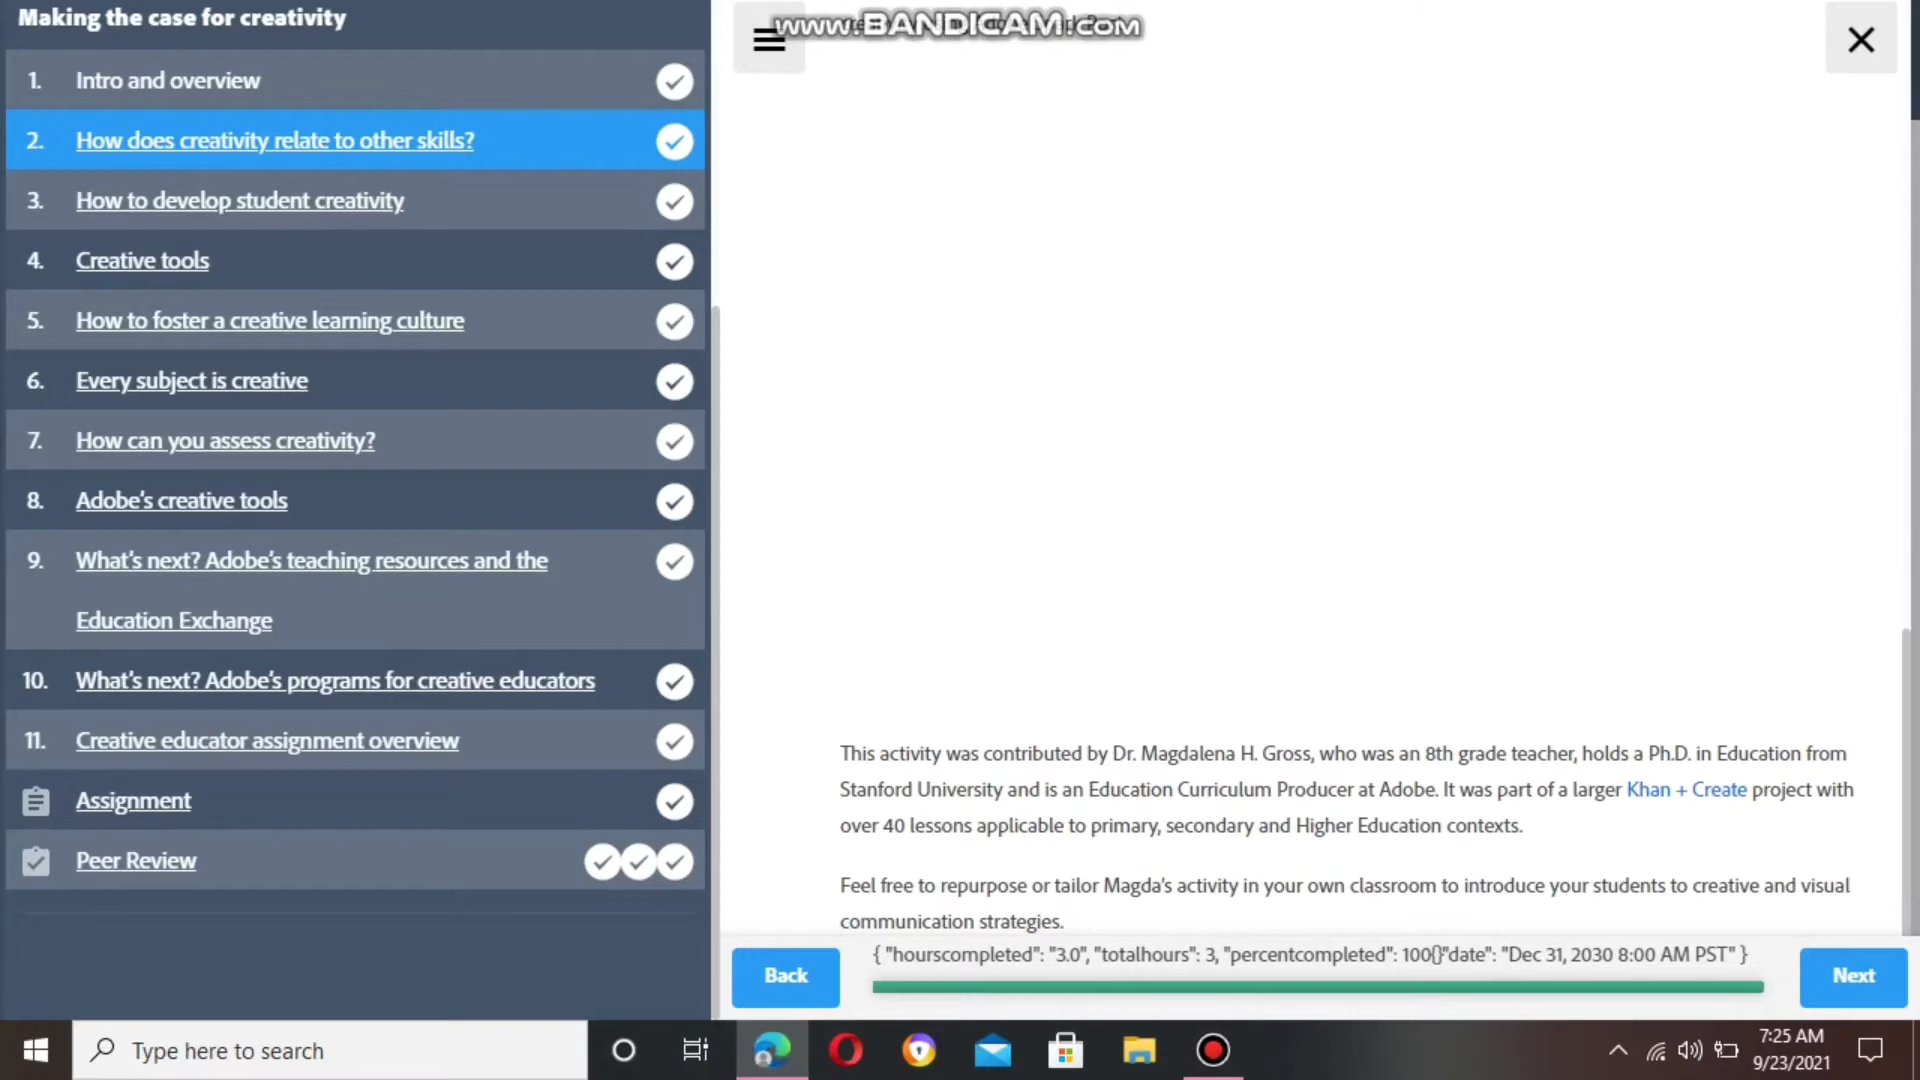 Making the case for creativity
1. Intro and overview
2. How does creativity relate to other skills?
3. How to develop student creativity
4. Creative tools
5. How to foster a creative learning culture
6. Every subject is creative
7. How can you assess creativity?
8. Adobe's creative tools
9. What's next? Adobe's teaching resources and the
Education Exchange
10. What's next? Adobe's programs for creative educators
11. Creative educator assignment overview
Assignment
Peer Review
www.BANDICAM.com
This activity was contributed by Dr. Magdalena H. Gross, who was an 8th grade teacher, holds a Ph.D. in Education from
Stanford University and is an Education Curriculum Producer at Adobe. It was part of a larger Khan + Create project with
over 40 lessons applicable to primary, secondary and Higher Education contexts.
Feel free to repurpose or tailor Magda's activity in your own classroom to introduce your students to creative and visual
communication strategies.
Back
{ "hourscompleted": "3.0", "totalhours": 3, "percentcompleted": 100{}"date": "Dec 31, 2030 8:00 AM PST" }
Next
Type here to search
7:25 AM
9/23/2021